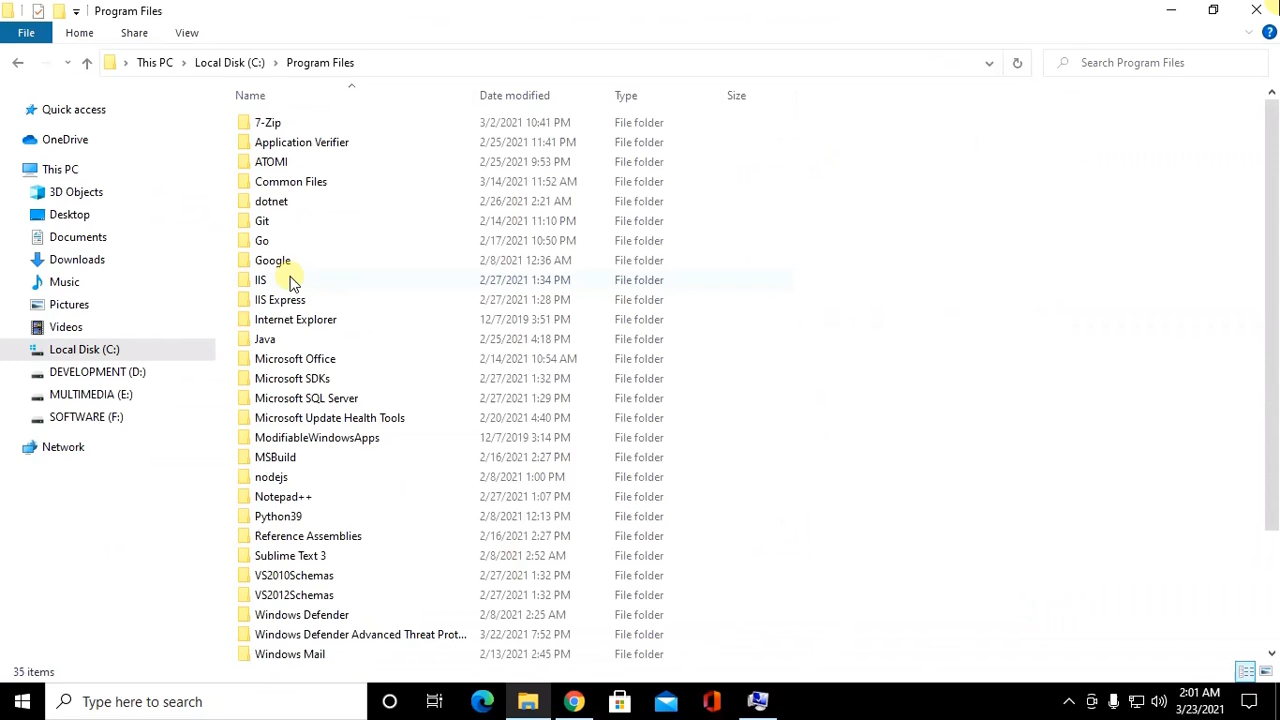 Program Files
File Home Share View
This PC Local Disk (C:) Program Files Search Program Files
Name Date modified Type Size
Quick access
OneDrive
This PC
3D Objects
Desktop
Documents
Downloads
Music
Pictures
Videos
Local Disk (C:)
DEVELOPMENT (D:)
MULTIMEDIA (E:)
SOFTWARE (F:)
Network
7-Zip 3/2/2021 10:41 PM File folder
Application Verifier 2/25/2021 11:41 PM File folder
ATOMI 2/25/2021 9:53 PM File folder
Common Files 3/14/2021 11:52 AM File folder
dotnet 2/26/2021 2:21 AM File folder
Git 2/14/2021 11:10 PM File folder
Go 2/17/2021 10:50 PM File folder
Google 2/8/2021 12:36 AM File folder
IIS 2/27/2021 1:34 PM File folder
IIS Express 2/27/2021 1:28 PM File folder
Internet Explorer 12/7/2019 3:51 PM File folder
Java 2/25/2021 4:18 PM File folder
Microsoft Office 2/14/2021 10:54 AM File folder
Microsoft SDKs 2/27/2021 1:32 PM File folder
Microsoft SQL Server 2/27/2021 1:29 PM File folder
Microsoft Update Health Tools 2/20/2021 4:40 PM File folder
ModifiableWindowsApps 12/7/2019 3:14 PM File folder
MSBuild 2/16/2021 2:27 PM File folder
nodejs 2/8/2021 1:00 PM File folder
Notepad++ 2/27/2021 1:07 PM File folder
Python39 2/8/2021 12:13 PM File folder
Reference Assemblies 2/16/2021 2:27 PM File folder
Sublime Text 3 2/8/2021 2:52 AM File folder
VS2010Schemas 2/27/2021 1:32 PM File folder
VS2012Schemas 2/27/2021 1:32 PM File folder
Windows Defender 2/8/2021 2:25 AM File folder
Windows Defender Advanced Threat Prot... 3/22/2021 7:52 PM File folder
Windows Mail 2/13/2021 2:45 PM File folder
35 items
Type here to search
2:01 AM
3/23/2021